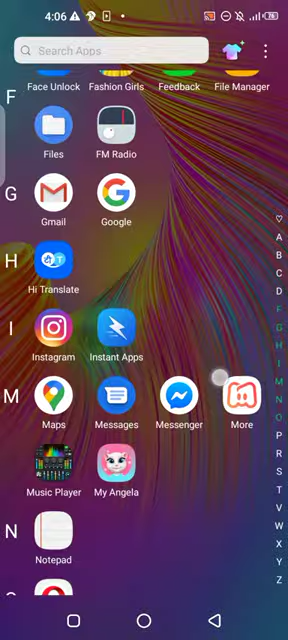 4:06
76
Search Apps
F
Face Unlock Fashion Girls Feedback File Manager
Files FM Radio
G
Gmail Google
H
Hi Translate
I
Instagram Instant Apps
M
Maps Messages Messenger More
Music Player My Angela
N
Notepad
A
B
C
D
F
G
H
I
M
N
O
P
R
S
T
V
W
X
Y
Z